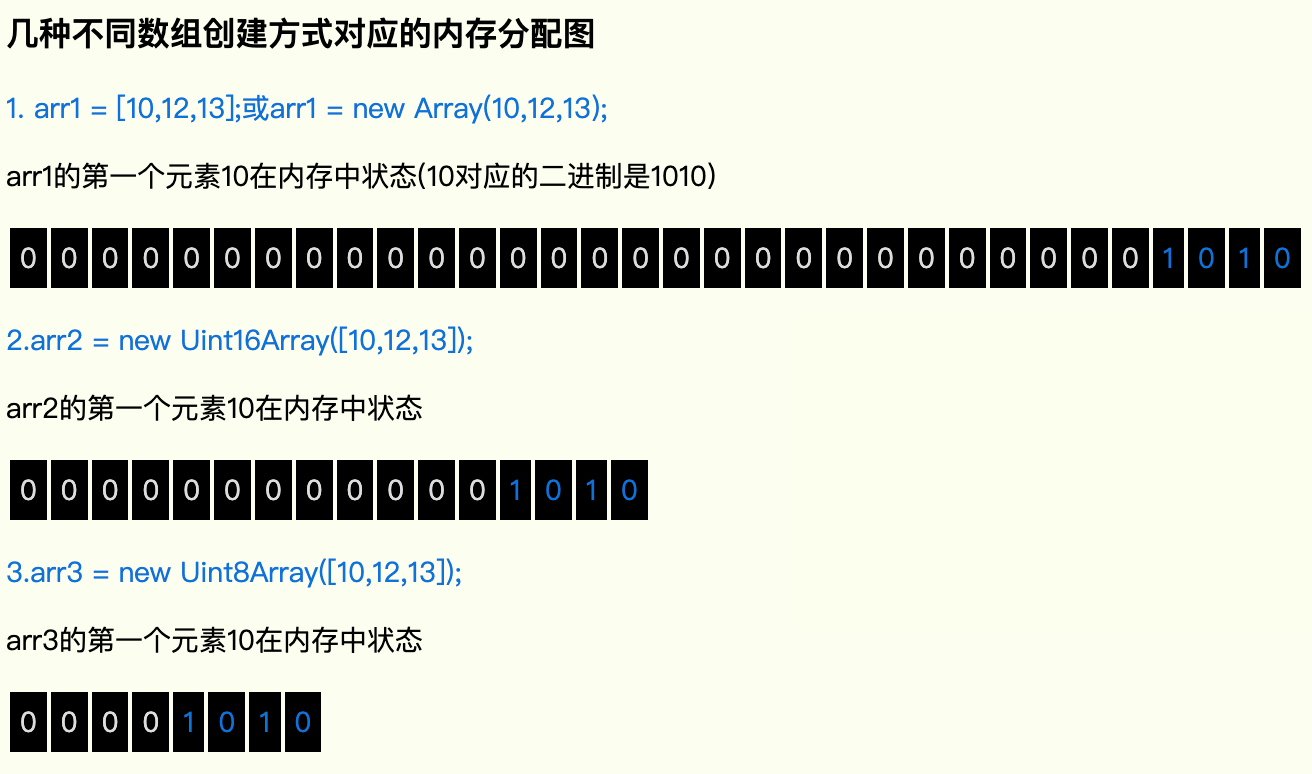 几种不同数组创建方式对应的内存分配图
1. arr1 = [10,12,13];或arr1 = new Array(10,12,13);
arr1的第一个元素10在内存中状态(10对应的二进制是1010)
0 0 0 0 0 0 0 0 0 0 0 0 0 0 0 0 0 0 0 0 0 0 0 0 0 0 0 0 1 0 1 0
2.arr2 = new Uint16Array([10,12,13]);
arr2的第一个元素10在内存中状态
0 0 0 0 0 0 0 0 0 0 0 0 1 0 1 0
3.arr3 = new Uint8Array([10,12,13]);
arr3的第一个元素10在内存中状态
0 0 0 0 1 0 1 0